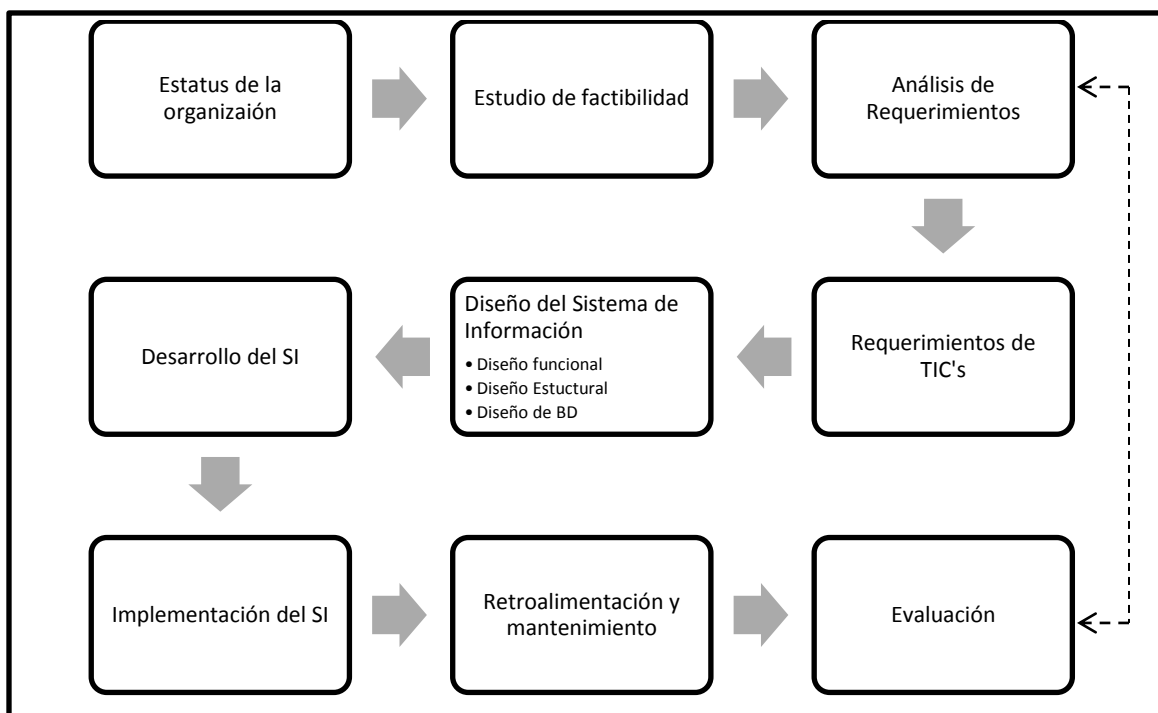 Estatus de la
organizaión
Estudio de factibilidad
Análisis de
Requerimientos
Requerimientos de
TIC's
Diseño del Sistema de
Información
• Diseño funcional
• Diseño Estuctural
• Diseño de BD
Desarrollo del SI
Implementación del SI
Retroalimentación y
mantenimiento
Evaluación